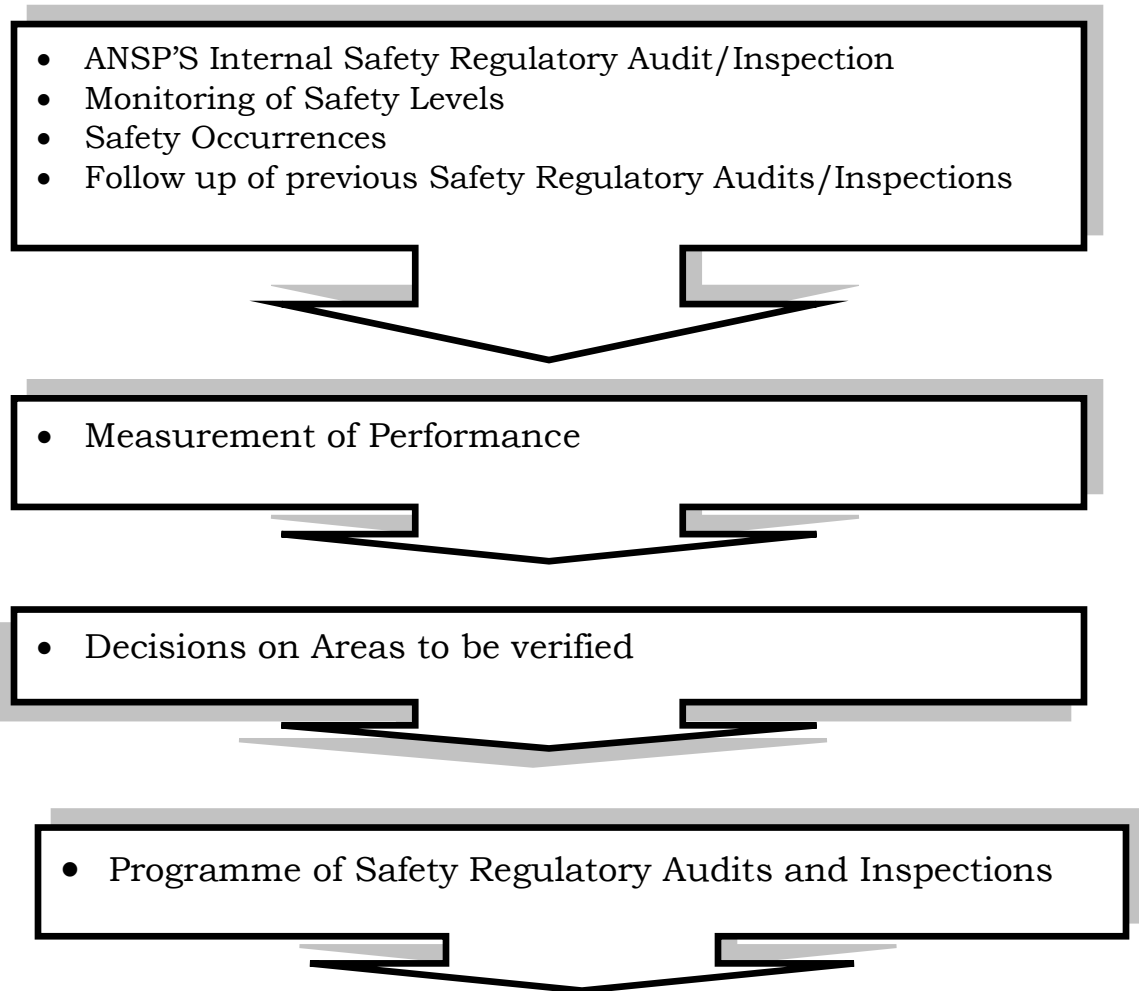 • ANSP'S Internal Safety Regulatory Audit/Inspection
• Monitoring of Safety Levels
• Safety Occurrences
• Follow up of previous Safety Regulatory Audits/Inspections
• Measurement of Performance
• Decisions on Areas to be verified
• Programme of Safety Regulatory Audits and Inspections